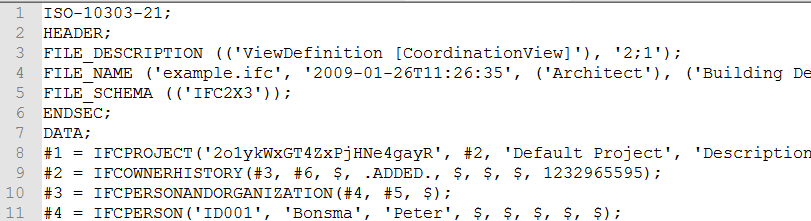 1 ISO-10303-21;
2 HEADER;
3 FILE_DESCRIPTION (('ViewDefinition [CoordinationView]'), '2;1');
4 FILE_NAME ('example.ifc', '2009-01-26T11:26:35', ('Architect'), ('Building De
5 FILE_SCHEMA (('IFC2X3'));
6 ENDSEC;
7 DATA;
8 #1 = IFCPROJECT('2o1ykWxGT4ZxPjHNe4gayR', #2, 'Default Project', 'Description
9 #2 = IFCOWNERHISTORY(#3, #6, $, .ADDED., $, $, $, 1232965595);
10 #3 = IFCPERSONANDORGANIZATION(#4, #5, $);
11 #4 = IFCPERSON('ID001', 'Bonsma', 'Peter', $, $, $, $, $);